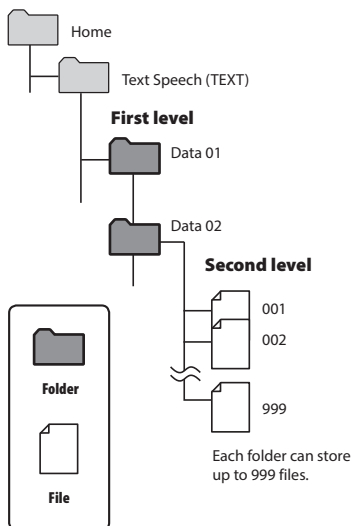 Home
Text Speech (TEXT)
First level
Data 01
Data 02
Second level
001
002
999
Each folder can store
up to 999 files.
Folder
File